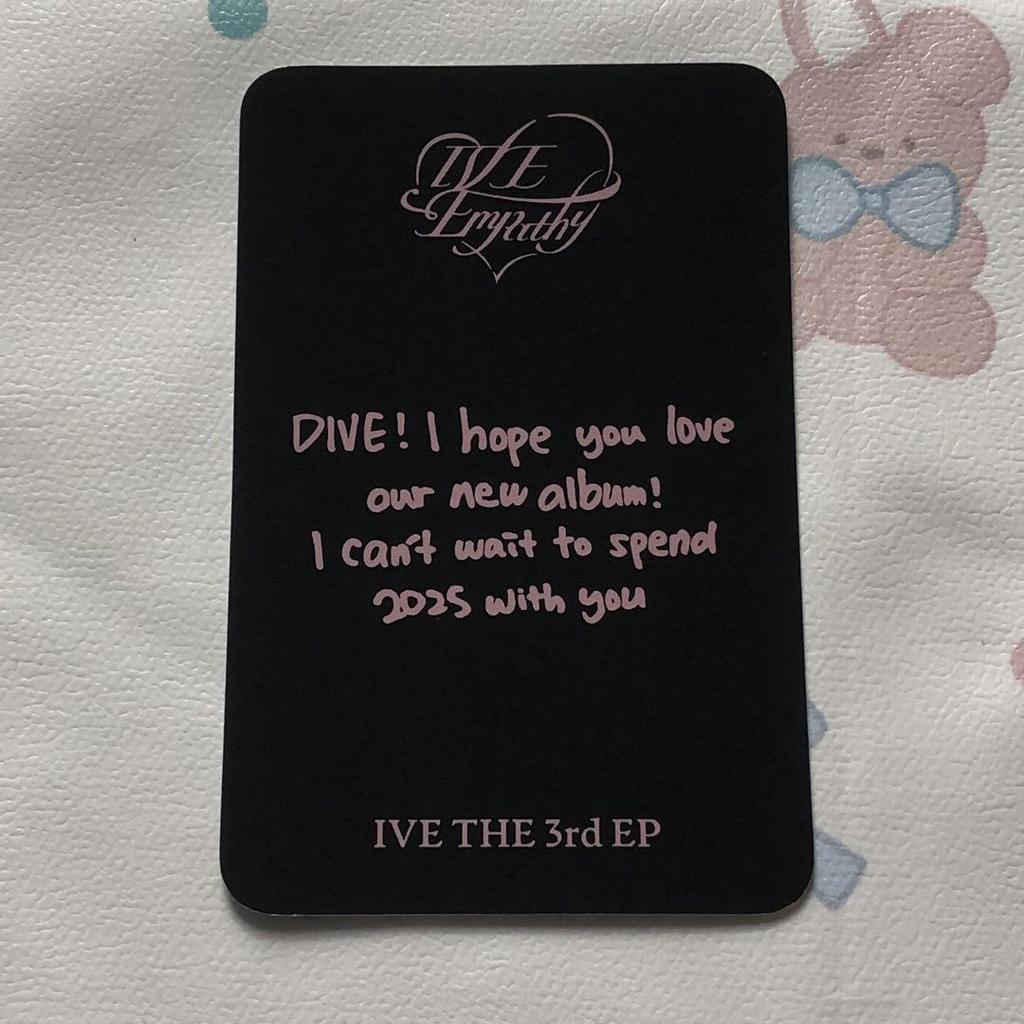 IVE
Empathy
DIVE! I hope you love
our new album!
I can't wait to spend
2025 with you
IVE THE 3rd EP